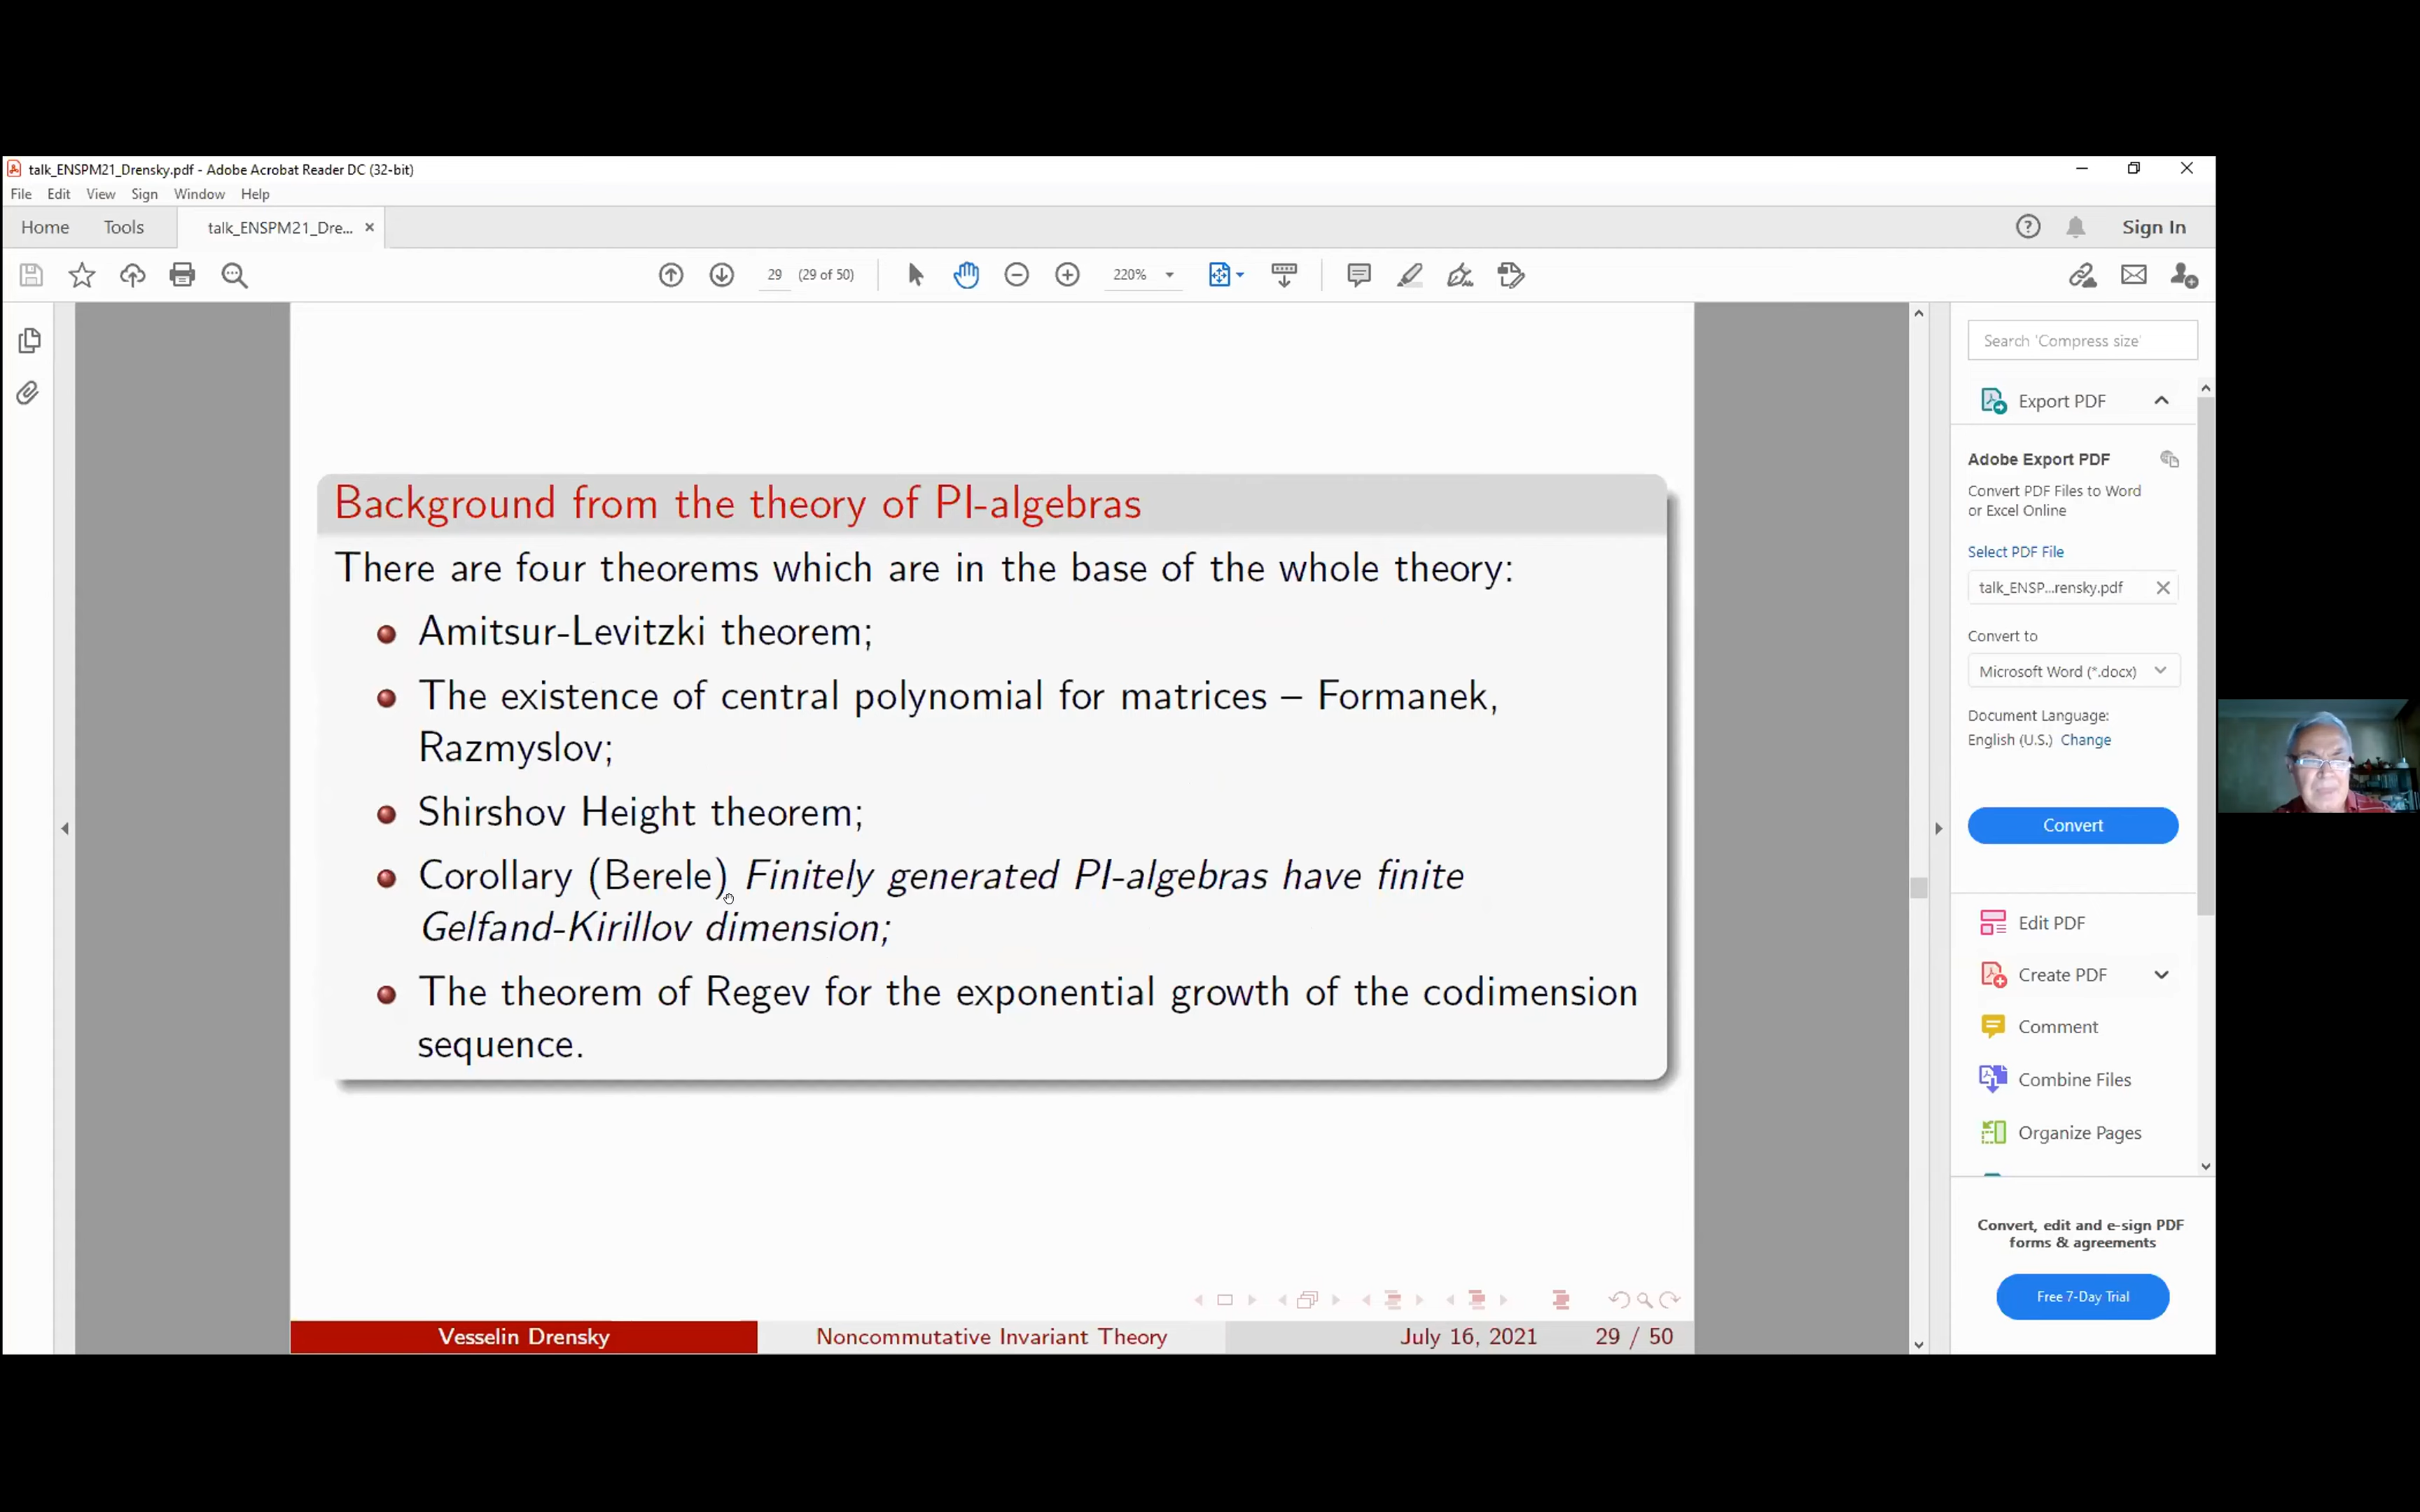 talk_ENSPM21_Drensky.pdf - Adobe Acrobat Reader DC (32-bit)
File Edit View Sign Window Help
Home Tools talk_ENSPM21_Dre... × Sign In
29 (29 of 50) 220%
Search 'Compress size'
Export PDF
Adobe Export PDF
Convert PDF Files to Word
or Excel Online
Select PDF File
talk_ENSP...rensky.pdf
Convert to
Microsoft Word (*.docx)
Document Language:
English (U.S.) Change
Convert
Edit PDF
Create PDF
Comment
Combine Files
Organize Pages
Convert, edit and e-sign PDF
forms & agreements
Free 7-Day Trial
Background from the theory of PI-algebras
There are four theorems which are in the base of the whole theory:
Amitsur-Levitzki theorem;
The existence of central polynomial for matrices – Formanek,
Razmyslov;
Shirshov Height theorem;
Corollary (Berele) Finitely generated PI-algebras have finite
Gelfand-Kirillov dimension;
The theorem of Regev for the exponential growth of the codimension
sequence.
Vesselin Drensky Noncommutative Invariant Theory July 16, 2021 29 / 50